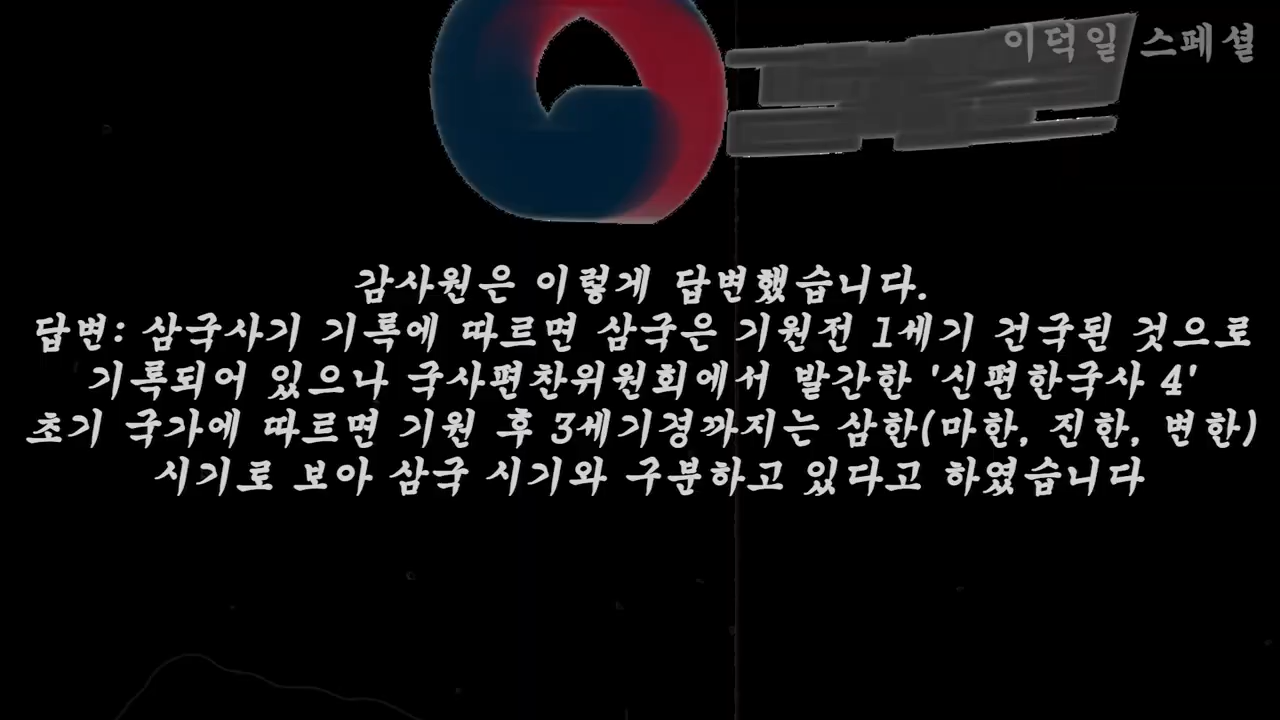 이덕일 스페셜
감사원은 이렇게 답변했습니다.
답변: 삼국사기 기록에 따르면 삼국은 기원전 1세기 건국된 것으로
기록되어 있으나 국사편찬위원회에서 발간한 '신편한국사 4'
초기 국가에 따르면 기원 후 3세기경까지는 삼한(마한, 진한, 변한)
시기로 보아 삼국 시기와 구분하고 있다고 하였습니다